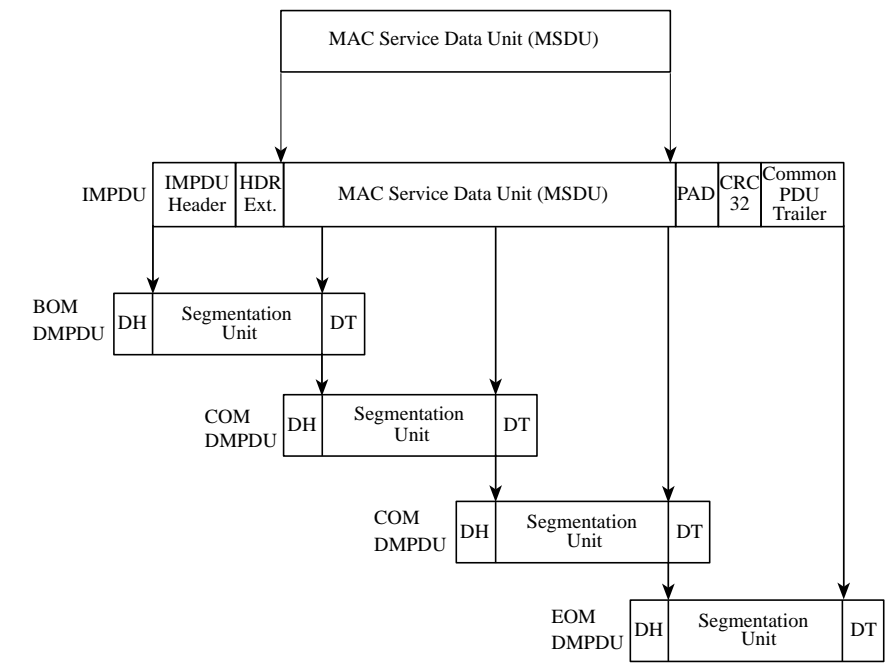 MAC Service Data Unit (MSDU)
IMPDU
IMPDU
Header
HDR
Ext.
MAC Service Data Unit (MSDU)
PAD
CRC
32
Common
PDU
Trailer
BOM
DMPDU
DH
Segmentation
Unit
DT
COM
DMPDU
DH
Segmentation
Unit
DT
COM
DMPDU
DH
Segmentation
Unit
DT
EOM
DMPDU
DH
Segmentation
Unit
DT